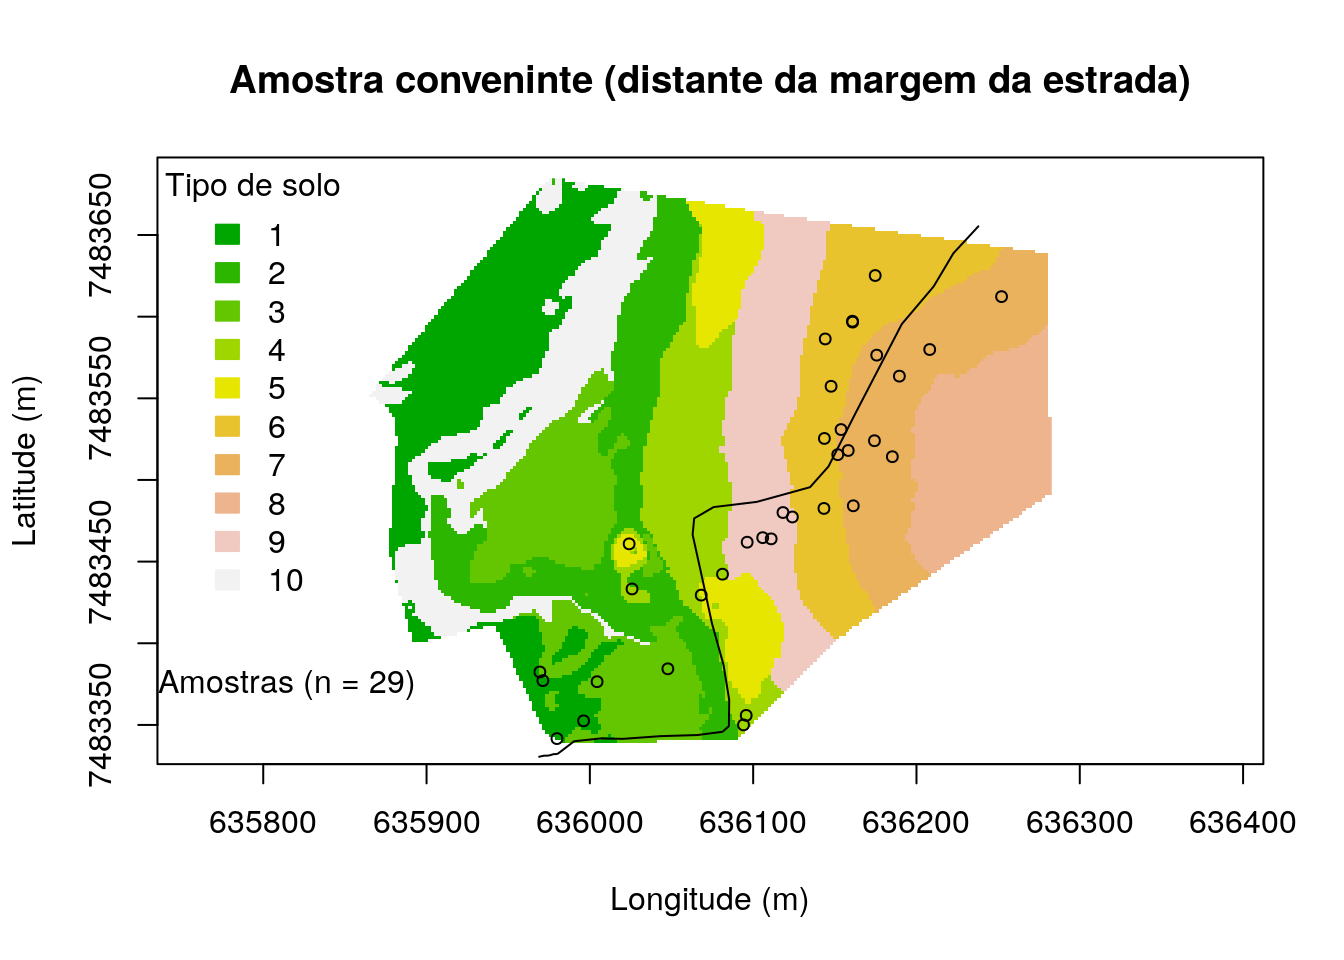 Amostra conveninte (distante da margem da estrada)
Tipo de solo
1
2
3
4
5
6
7
8
9
10
Amostras (n = 29)
Latitude (m)
7483650
7483550
7483450
7483350
635800 635900 636000 636100 636200 636300 636400
Longitude (m)